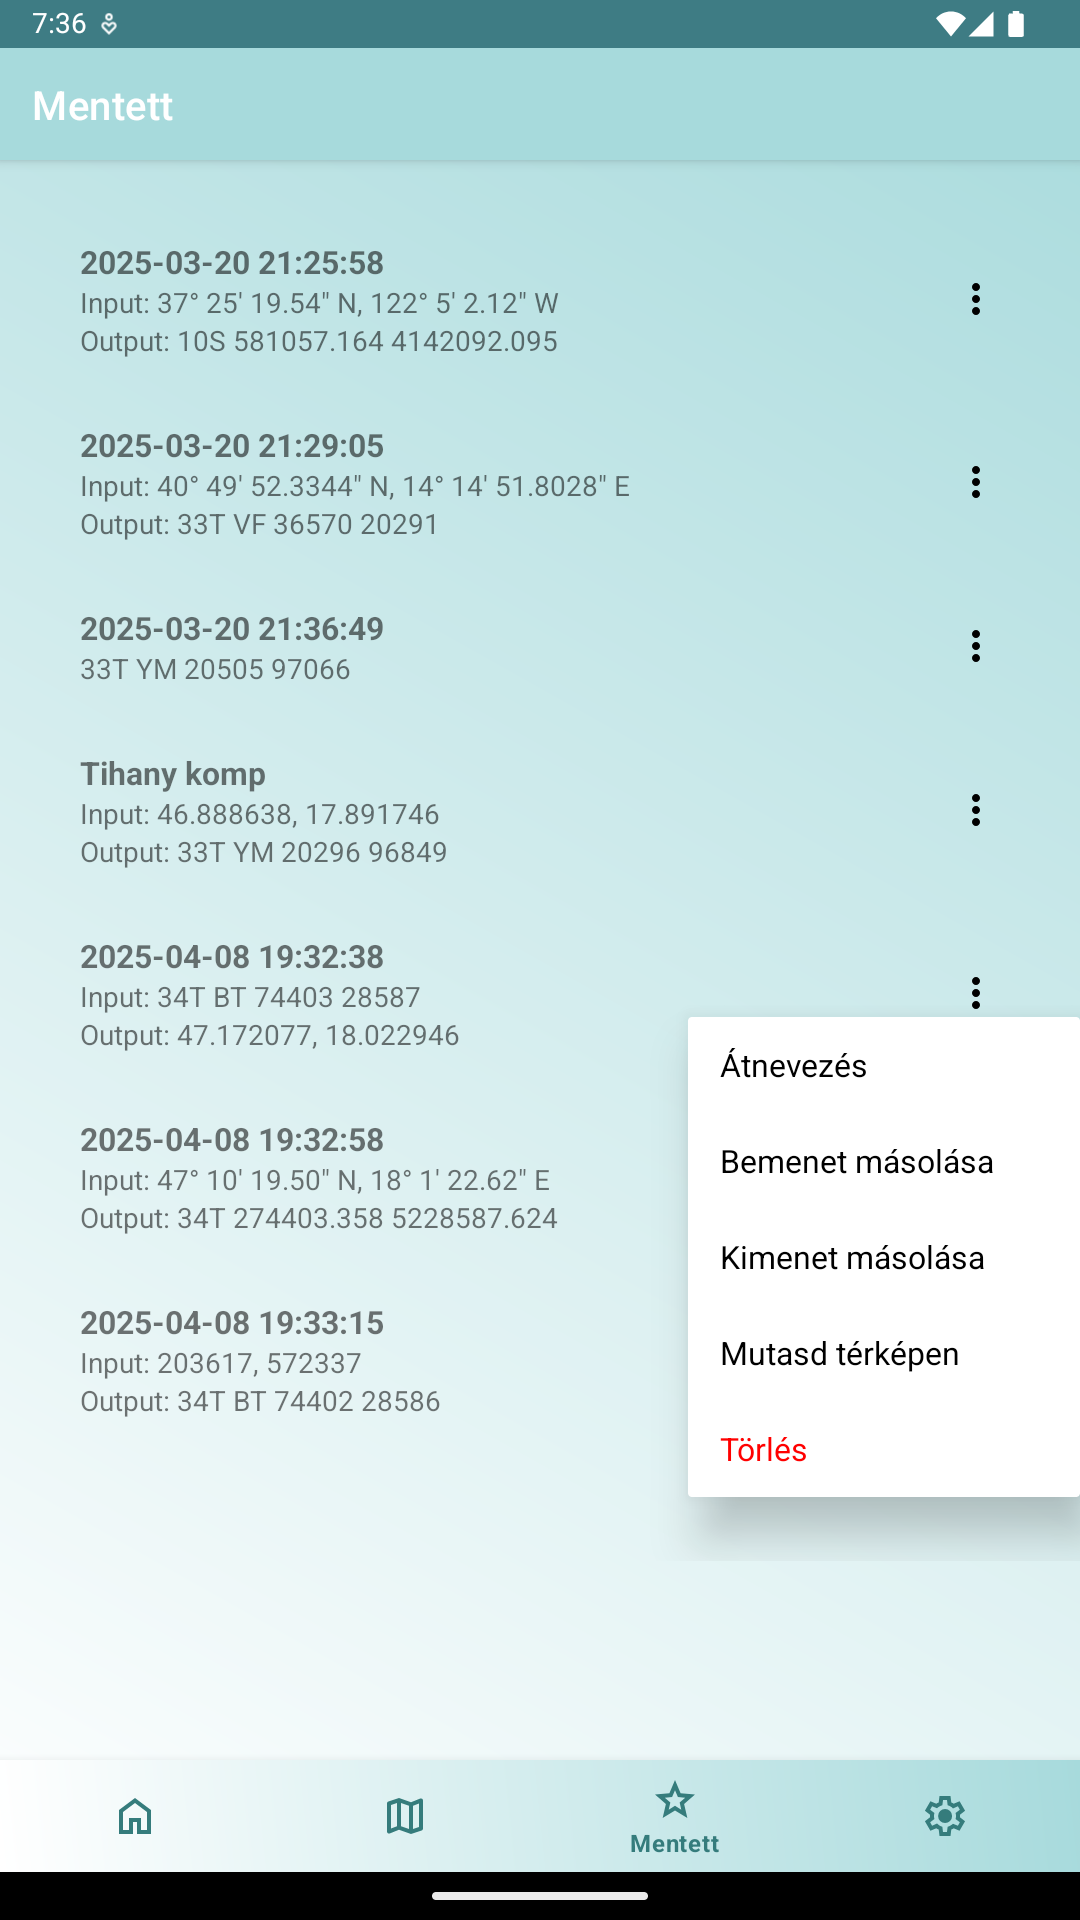 7:36
Mentett
2025-03-20 21:25:58
Input: 37° 25' 19.54" N, 122° 5' 2.12" W
Output: 10S 581057.164 4142092.095
2025-03-20 21:29:05
Input: 40° 49' 52.3344" N, 14° 14' 51.8028" E
Output: 33T VF 36570 20291
2025-03-20 21:36:49
33T YM 20505 97066
Tihany komp
Input: 46.888638, 17.891746
Output: 33T YM 20296 96849
2025-04-08 19:32:38
Input: 34T BT 74403 28587
Output: 47.172077, 18.022946
2025-04-08 19:32:58
Input: 47° 10' 19.50" N, 18° 1' 22.62" E
Output: 34T 274403.358 5228587.624
2025-04-08 19:33:15
Input: 203617, 572337
Output: 34T BT 74402 28586
Átnevezés
Bemenet másolása
Kimenet másolása
Mutasd térképen
Törlés
Mentett